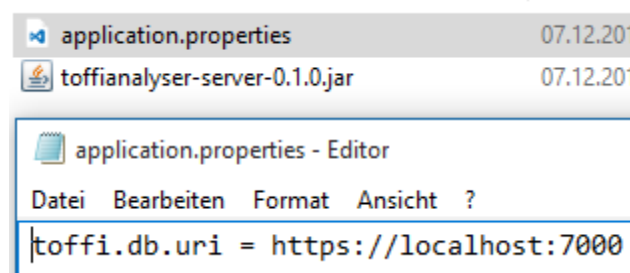 application.properties 07.12.201
toffianalyser-server-0.1.0.jar 07.12.201
application.properties - Editor
Datei Bearbeiten Format Ansicht ?
toffi.db.uri = https://localhost:7000